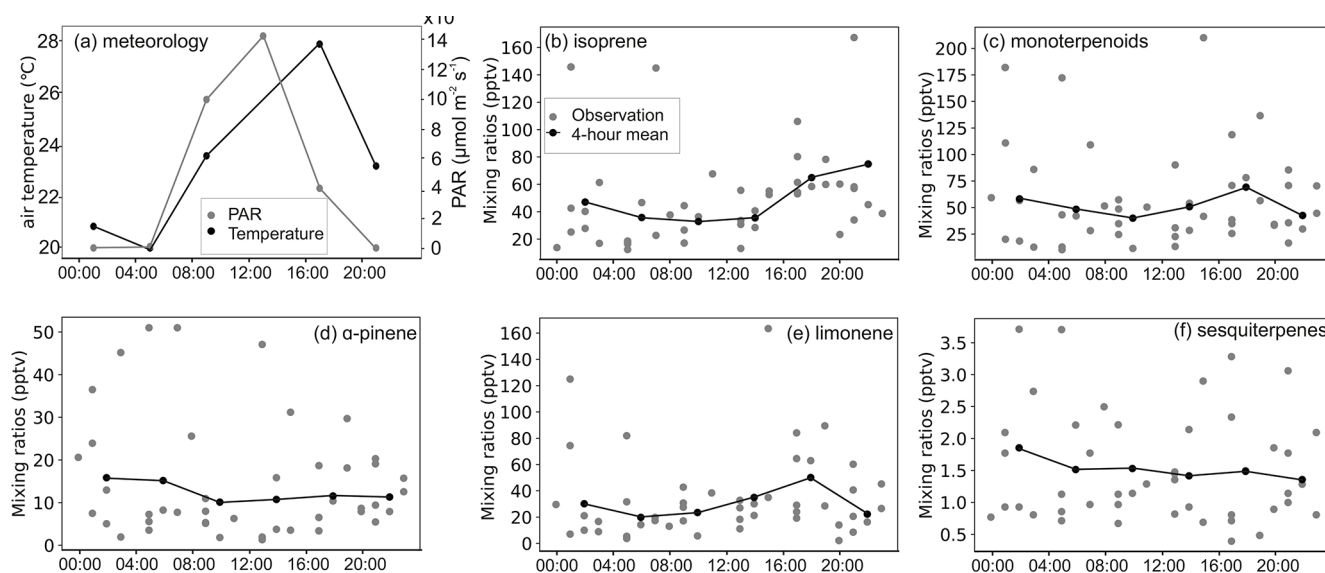 (a) meteorology
air temperature (°C)
28
26
24
22
20
x10
14
12
10
8
6
4
2
0
PAR (μmol m⁻² s⁻¹)
PAR
Temperature
00:00 04:00 08:00 12:00 16:00 20:00
(b) isoprene
Mixing ratios (pptv)
160
140
120
100
80
60
40
20
Observation
4-hour mean
00:00 04:00 08:00 12:00 16:00 20:00
(c) monoterpenoids
Mixing ratios (pptv)
200
175
150
125
100
75
50
25
00:00 04:00 08:00 12:00 16:00 20:00
(d) α-pinene
Mixing ratios (pptv)
50
40
30
20
10
0
00:00 04:00 08:00 12:00 16:00 20:00
(e) limonene
Mixing ratios (pptv)
160
140
120
100
80
60
40
20
0
00:00 04:00 08:00 12:00 16:00 20:00
(f) sesquiterpenes
Mixing ratios (pptv)
3.5
3.0
2.5
2.0
1.5
1.0
0.5
00:00 04:00 08:00 12:00 16:00 20:00